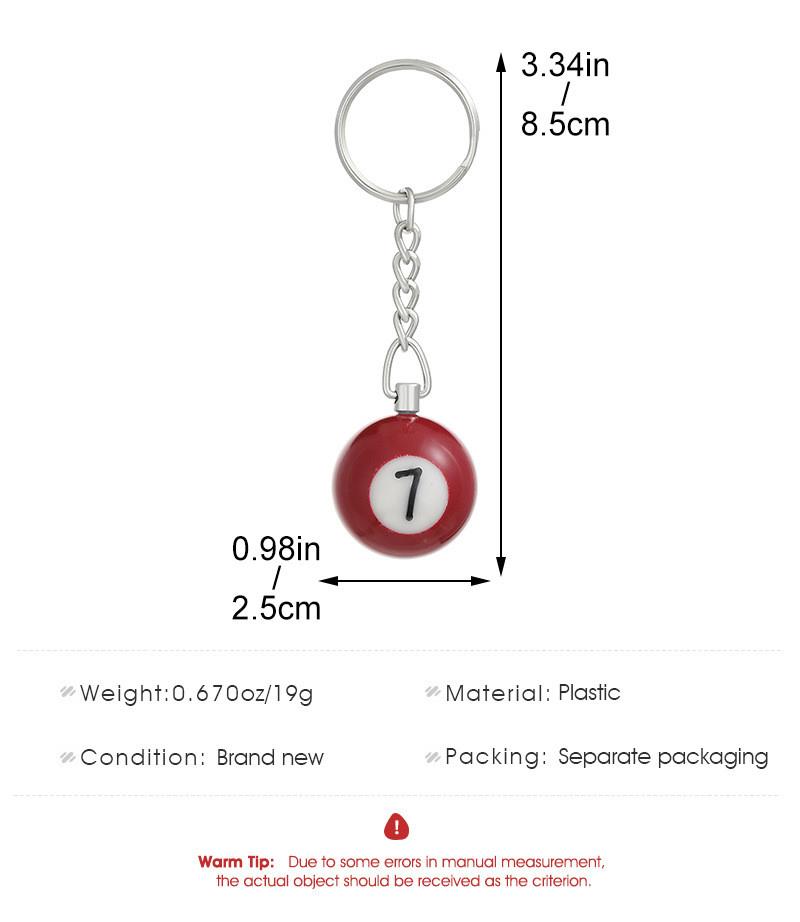 3.34in
/
8.5cm
7
0.98in
/
2.5cm
Weight:0.670oz/19g
Material: Plastic
Condition: Brand new
Packing: Separate packaging
!
Warm Tip: Due to some errors in manual measurement,
the actual object should be received as the criterion.